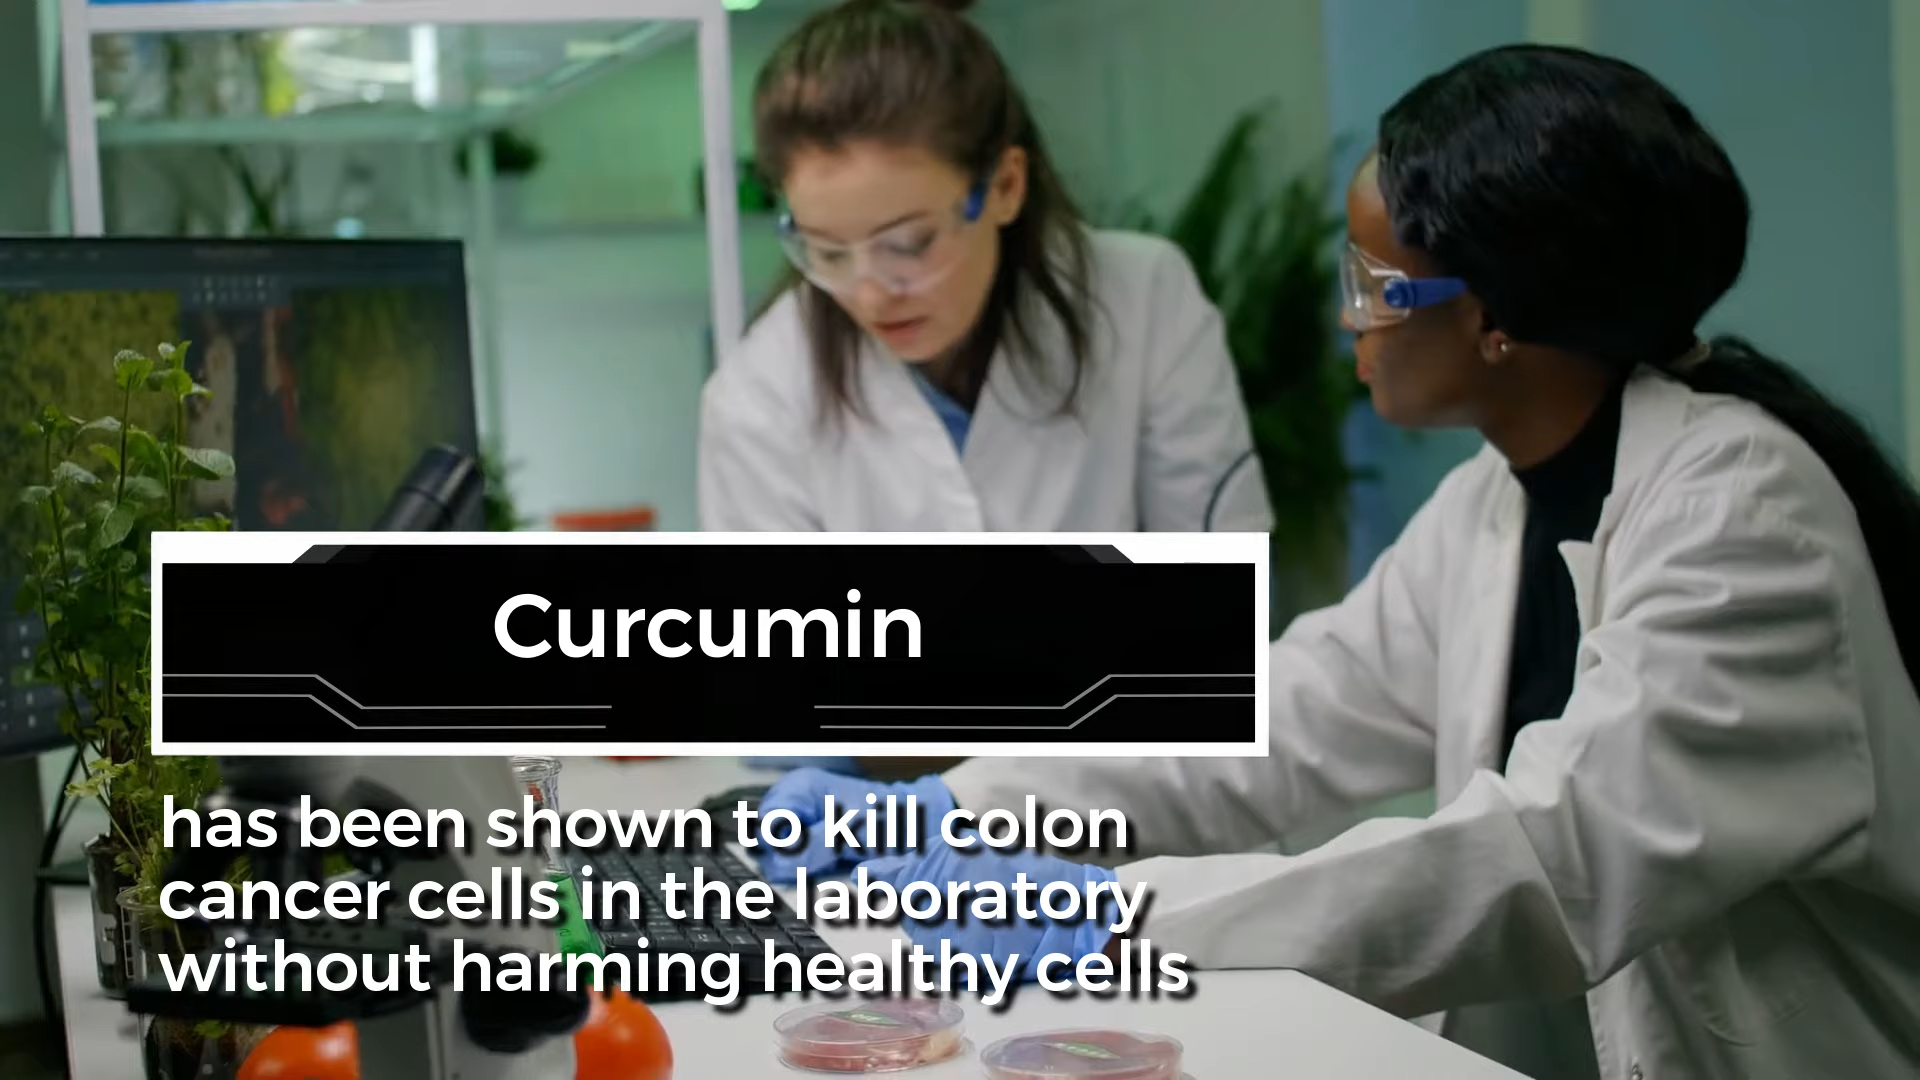 Curcumin
has been shown to kill colon
cancer cells in the laboratory
without harming healthy cells